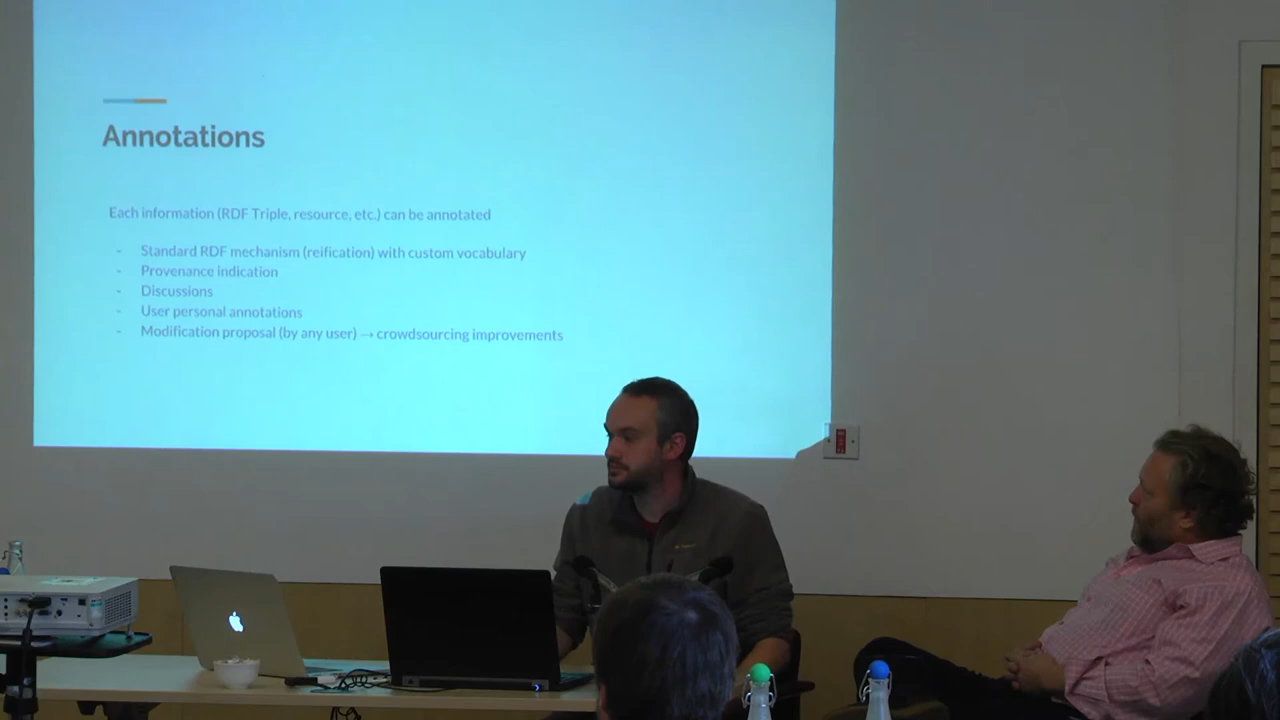 Annotations
Each information (RDF Triple, resource, etc.) can be annotated
- Standard RDF mechanism (reification) with custom vocabulary
- Provenance indication
- Discussions
- User personal annotations
- Modification proposal (by any user) → crowdsourcing improvements